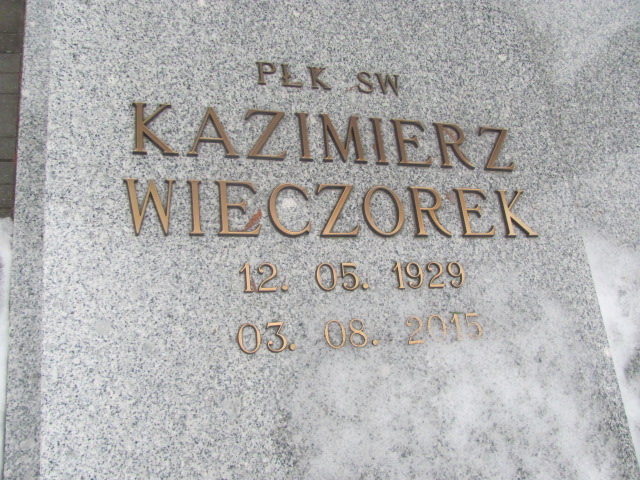 PŁK SW
KAZIMIERZ
WIECZOREK
12. 05. 1929
03. 08. 2015